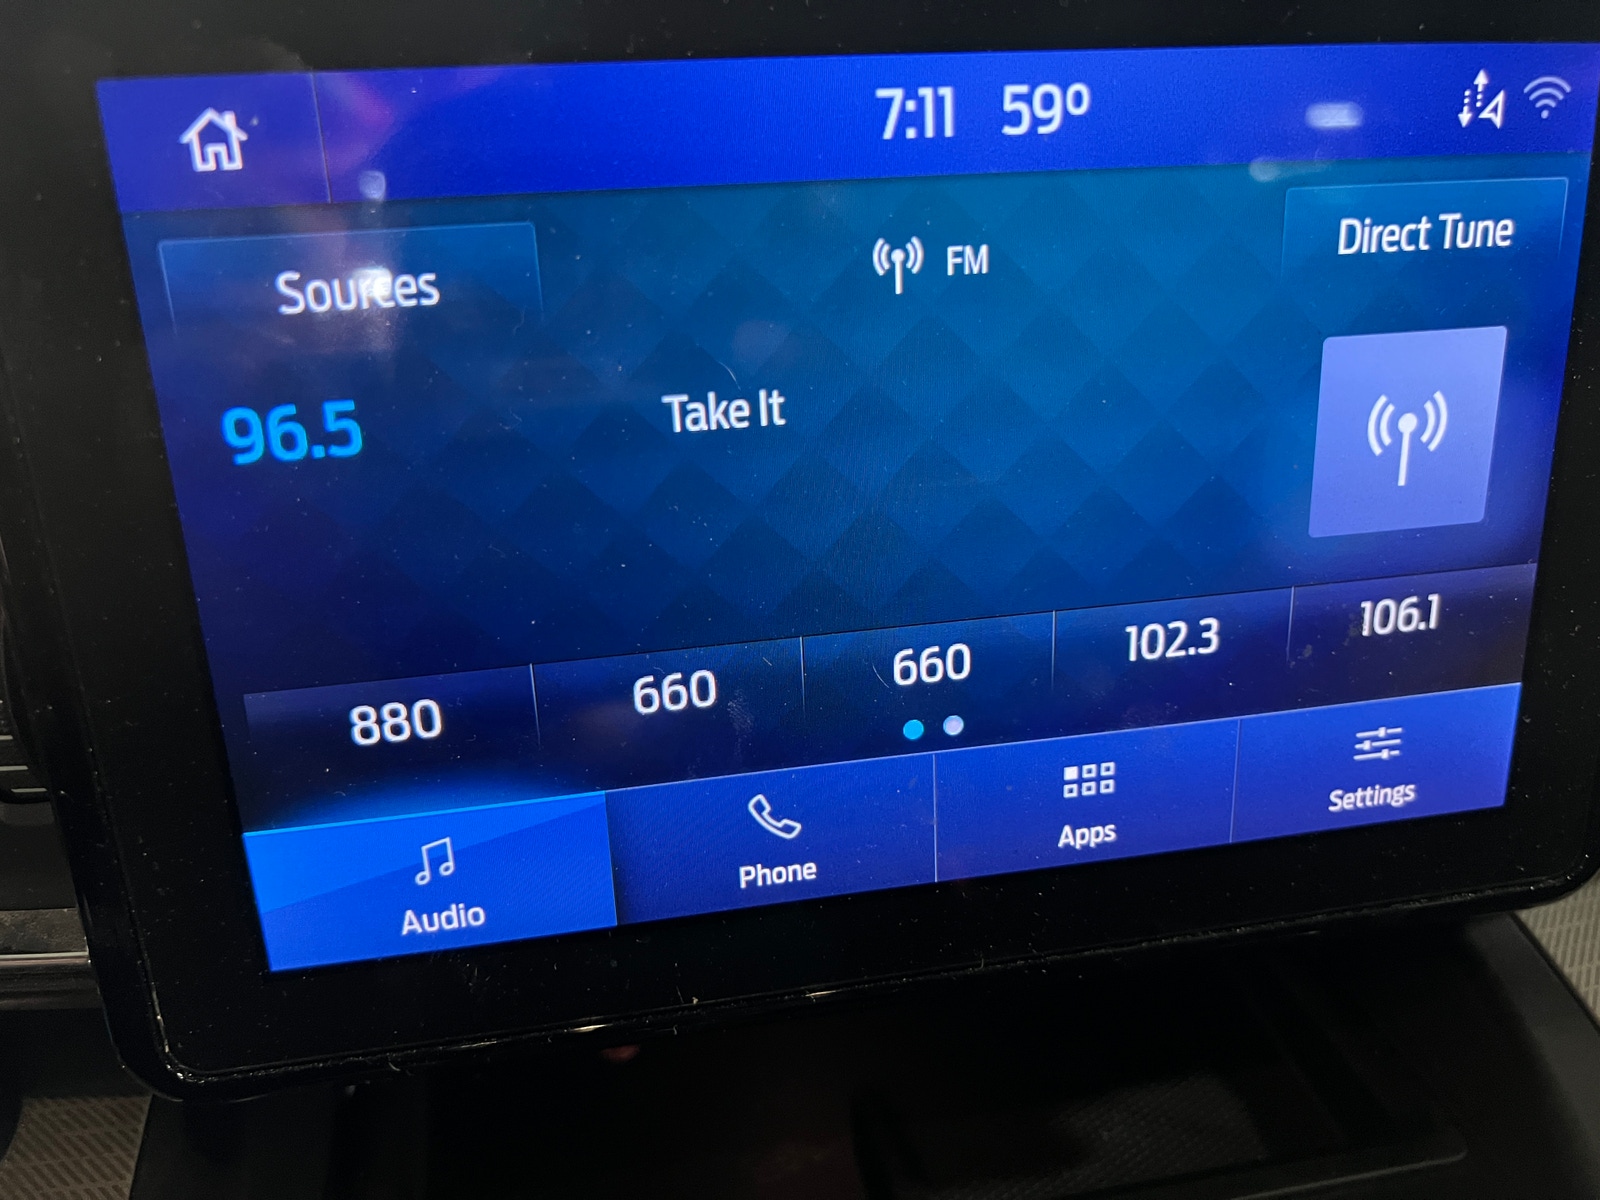 7:11 59º
Sources
FM
Direct Tune
96.5
Take It
880
660
660
102.3
106.1
Audio
Phone
Apps
Settings